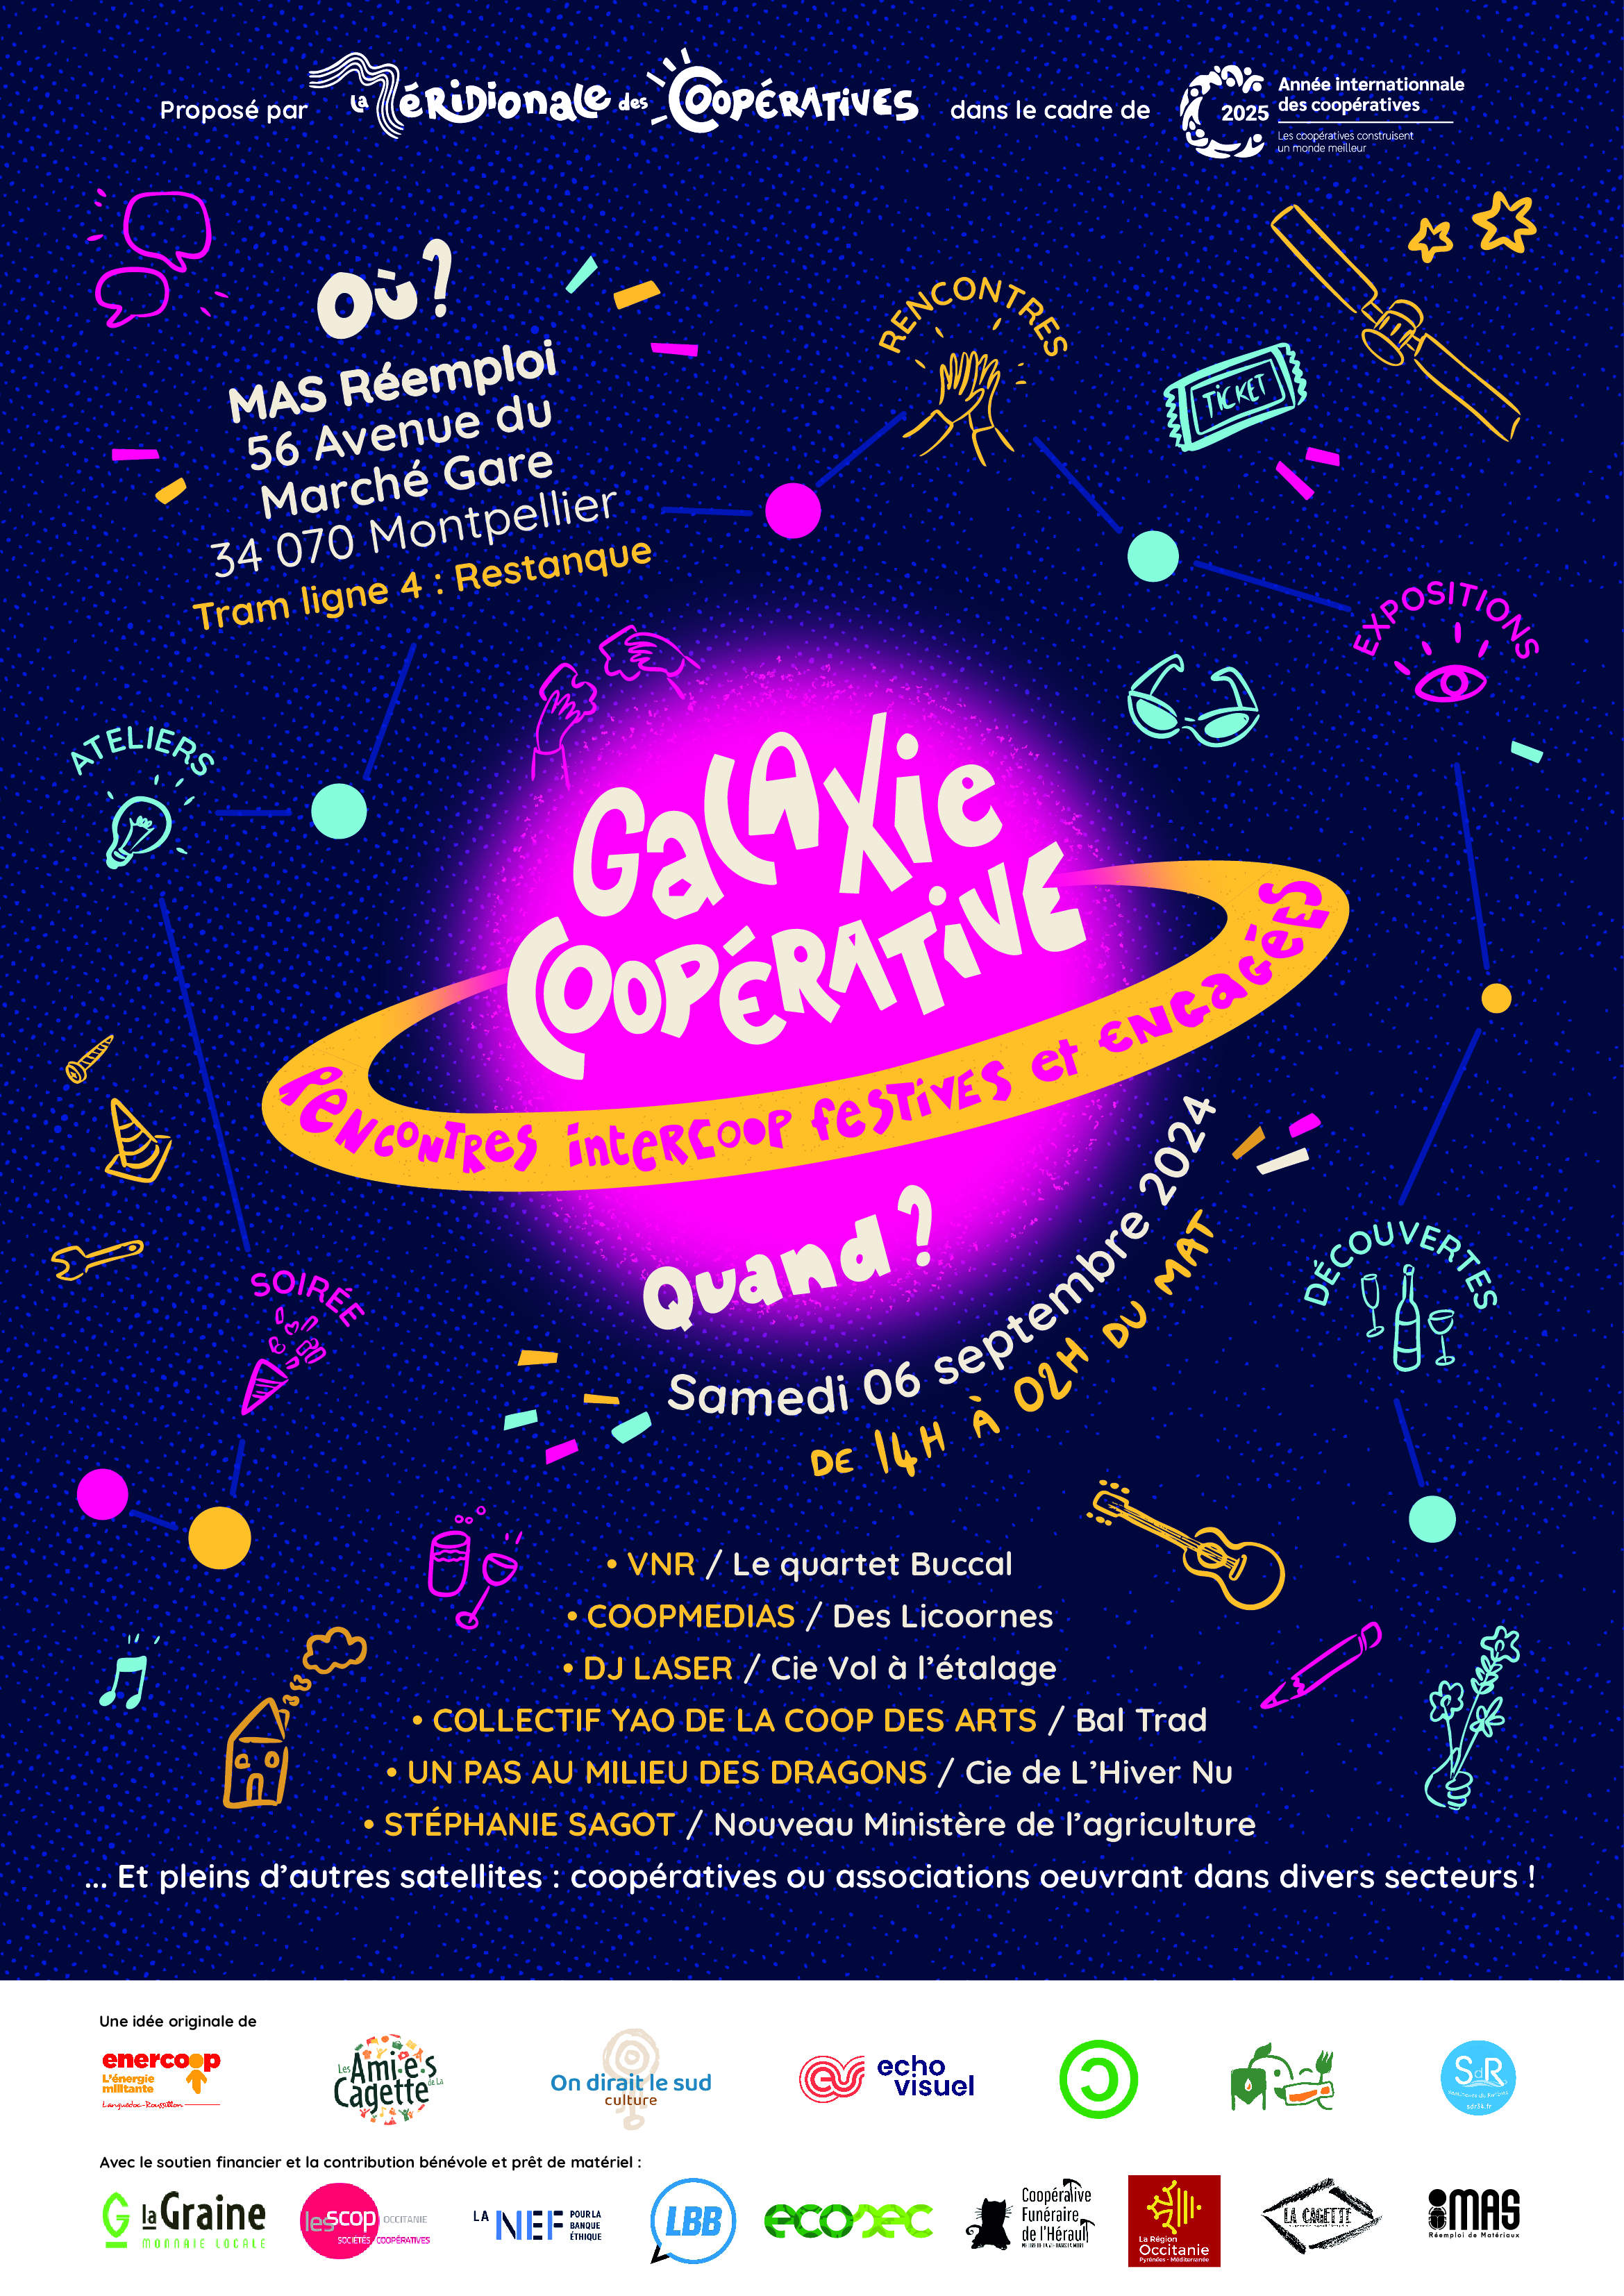 Proposé par
La Méridionale des Coopératives
dans le cadre de
2025
Année internationnale
des coopératives
Les coopératives construisent
un monde meilleur
Où?
MAS Réemploi
56 Avenue du
Marché Gare
34 070 Montpellier
Tram ligne 4 : Restanque
RENCONTRES
TICKET
EXPOSITIONS
ATELIERS
GaLAXie
COOPÉRATIVE
Rencontres intercoop festives et engagées
Quand ?
Samedi 06 septembre 2024
DE 14H À 02H DU MAT
DÉCOUVERTES
SOIRÉE
• VNR / Le quartet Buccal
• COOPMEDIAS / Des Licoornes
• DJ LASER / Cie Vol à l'étalage
• COLLECTIF YAO DE LA COOP DES ARTS / Bal Trad
• UN PAS AU MILIEU DES DRAGONS / Cie de L'Hiver Nu
• STÉPHANIE SAGOT / Nouveau Ministère de l'agriculture
... Et pleins d'autres satellites : coopératives ou associations oeuvrant dans divers secteurs !
Une idée originale de
enercoop
L'énergie
militante
Languedoc-Roussillon
Les Ami·e·s
de La
Cagette
On dirait le sud
culture
echo
visuel
SdR
sdr34.fr
Avec le soutien financier et la contribution bénévole et prêt de matériel :
la Graine
MONNAIE LOCALE
les scop OCCITANIE
SOCIÉTÉS COOPÉRATIVES
LA NEF
POUR LA
BANQUE
ÉTHIQUE
LBB
ecosec
Coopérative
Funéraire
de l'Hérault
La Région
Occitanie
Pyrénées - Méditerranée
LA CAGETTE
iMAS
Réemploi de Matériaux